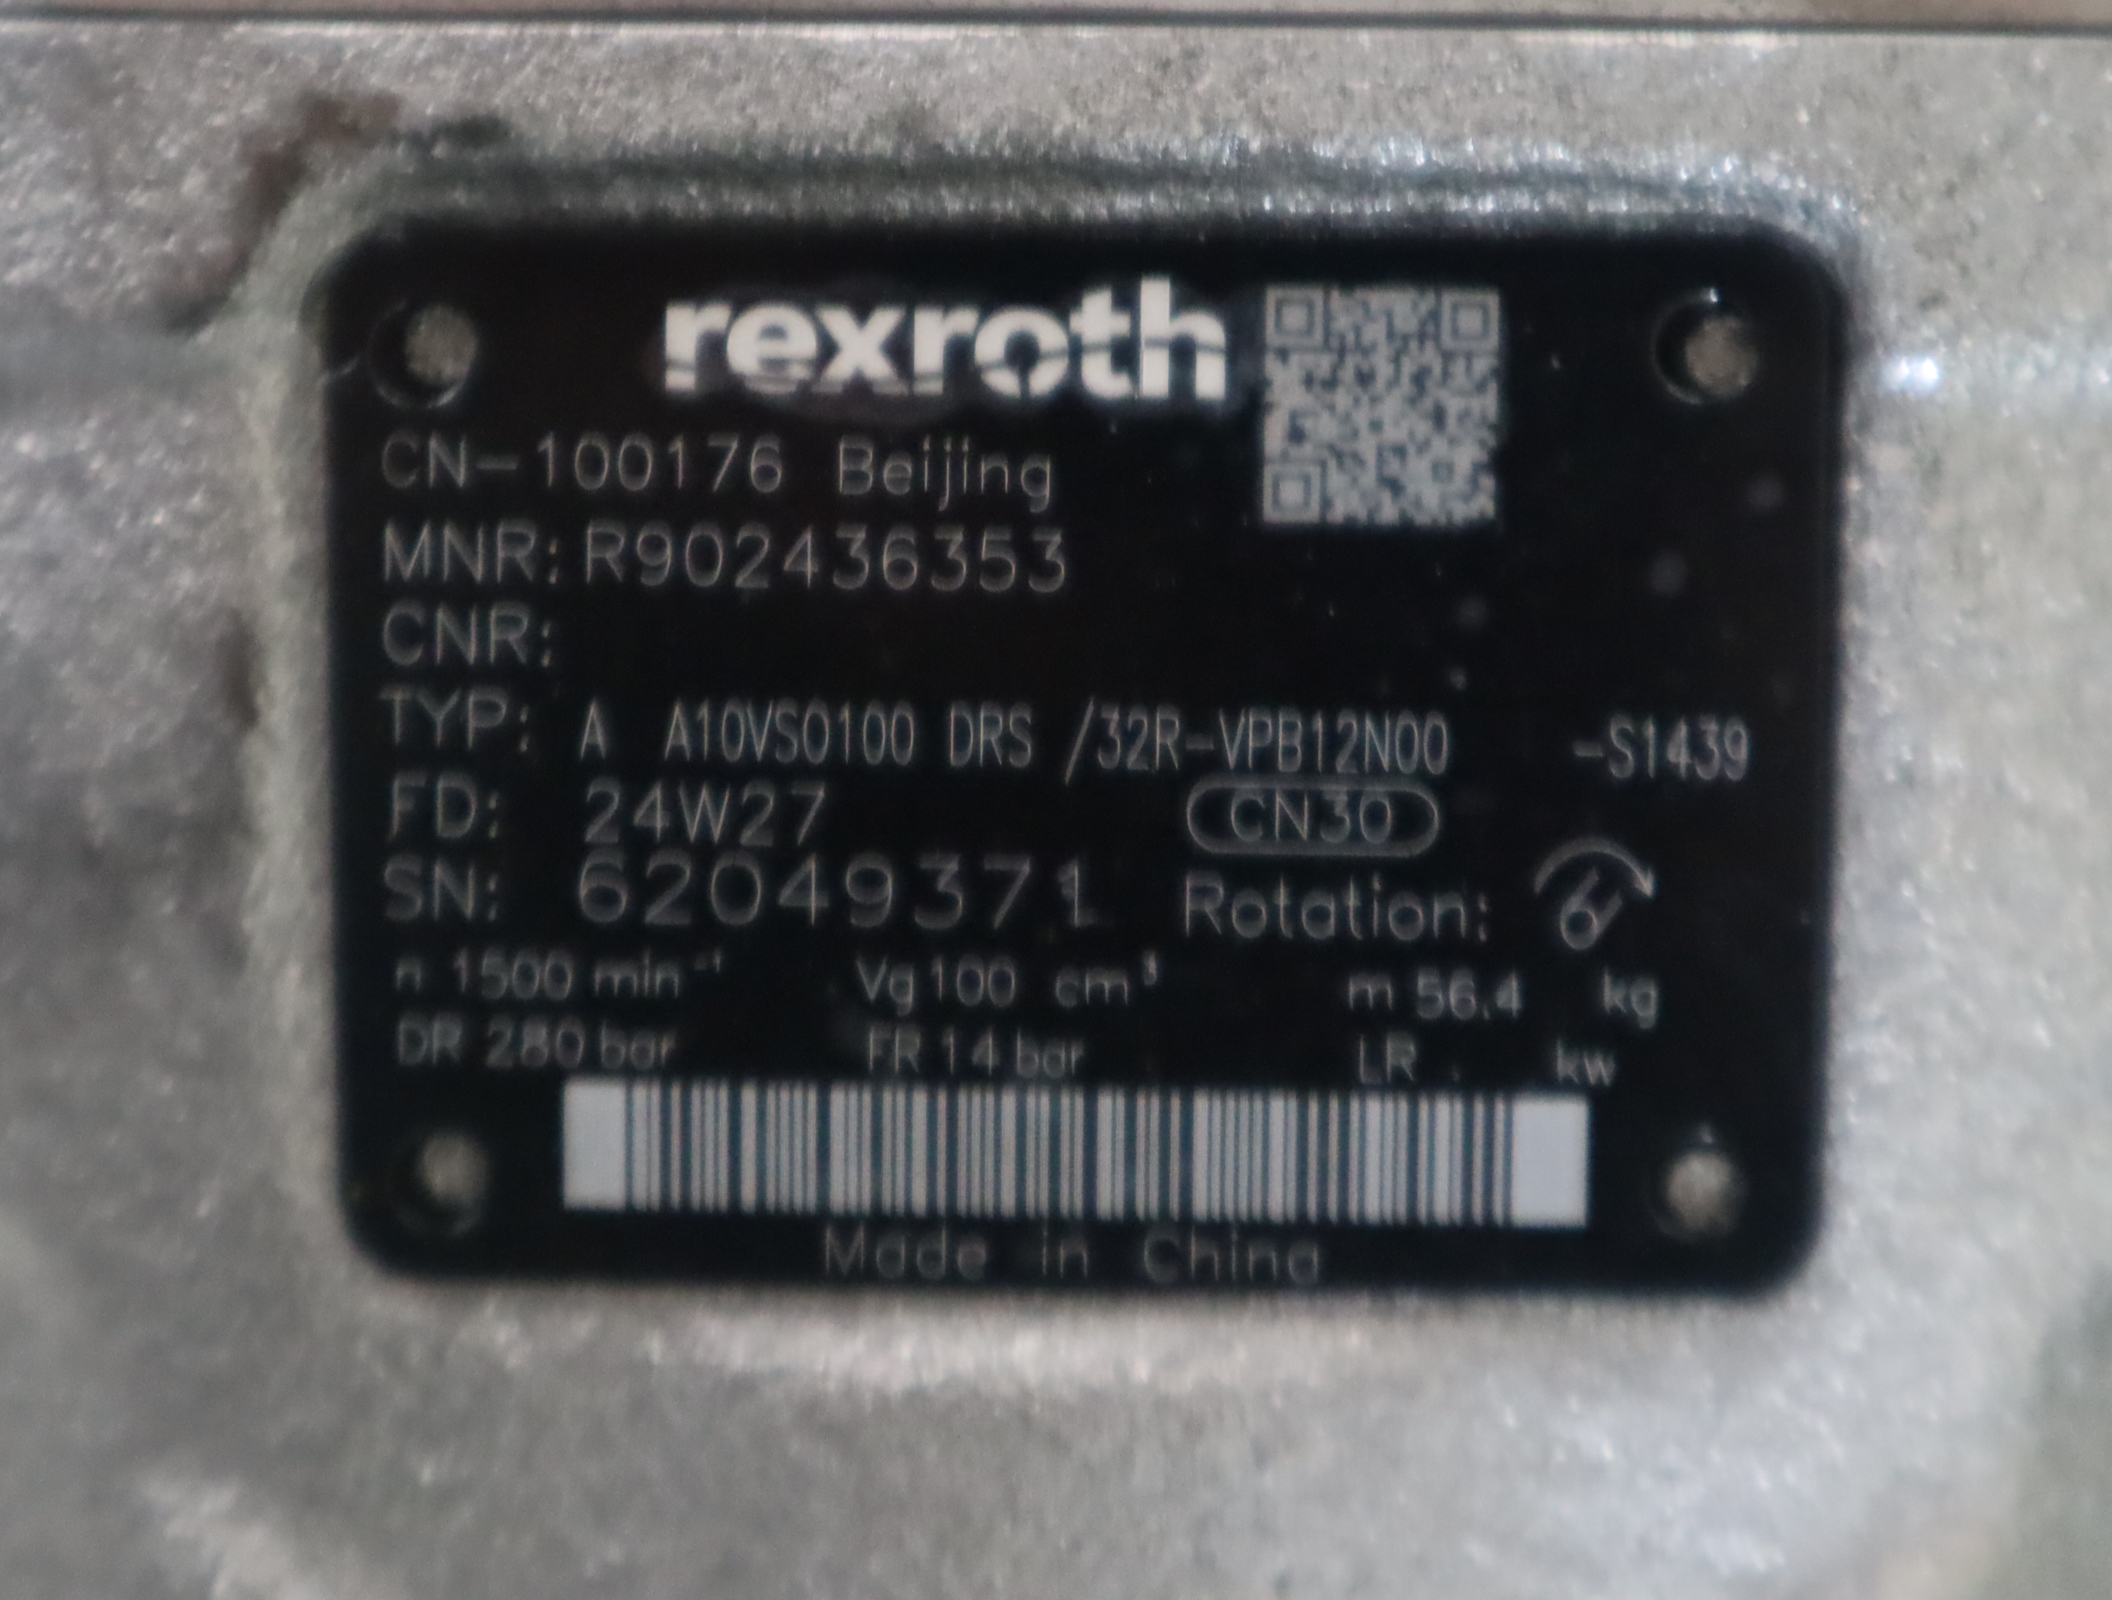 rexroth
CN-100176 Beijing
MNR: R902436353
CNR:
TYP: A A10VSO100 DRS /32R-VPB12N00 -S1439
FD: 24W27 CN30
SN: 62049371 Rotation:
n 1500 min⁻¹ Vg 100 cm³ m 56.4 kg
DR 280 bar FR 14 bar LR . kw
Made in China